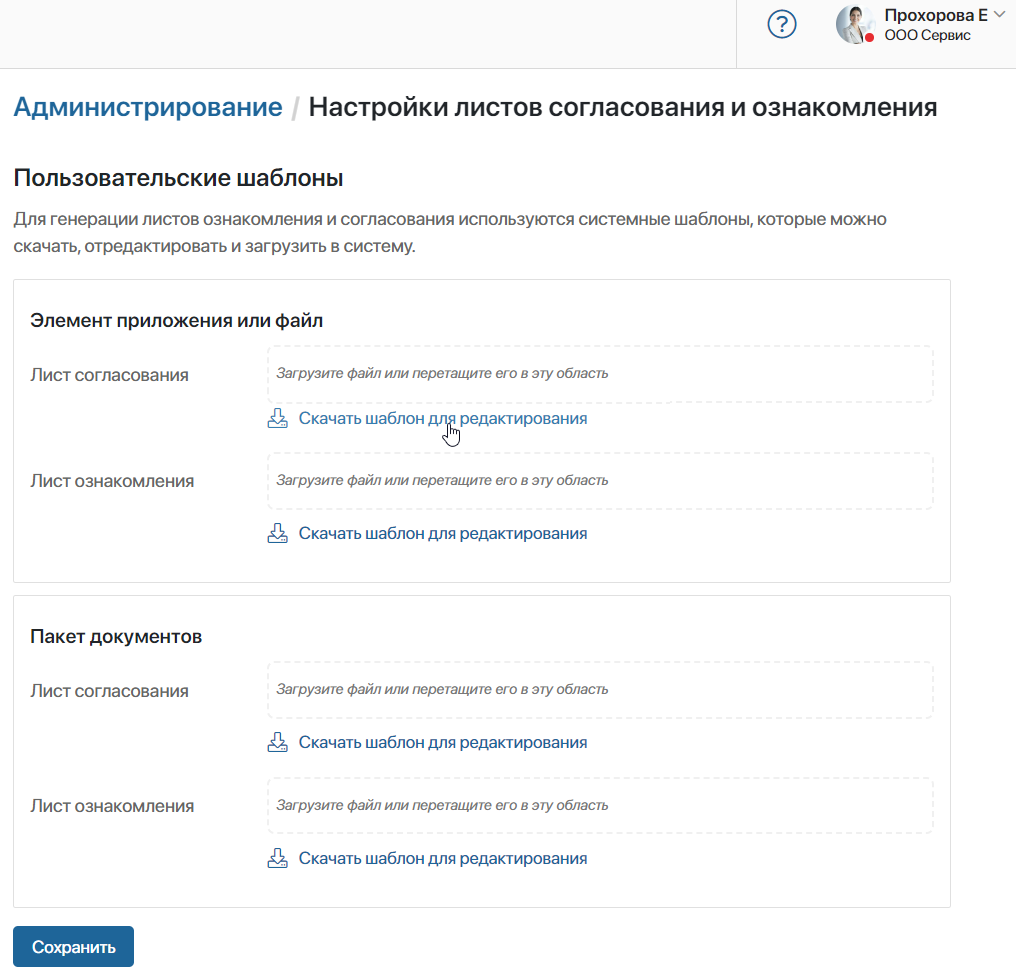 ?
Прохорова Е
ООО Сервис
Администрирование / Настройки листов согласования и ознакомления
Пользовательские шаблоны
Для генерации листов ознакомления и согласования используются системные шаблоны, которые можно
скачать, отредактировать и загрузить в систему.
Элемент приложения или файл
Лист согласования
Загрузите файл или перетащите его в эту область
Скачать шаблон для редактирования
Лист ознакомления
Загрузите файл или перетащите его в эту область
Скачать шаблон для редактирования
Пакет документов
Лист согласования
Загрузите файл или перетащите его в эту область
Скачать шаблон для редактирования
Лист ознакомления
Загрузите файл или перетащите его в эту область
Скачать шаблон для редактирования
Сохранить